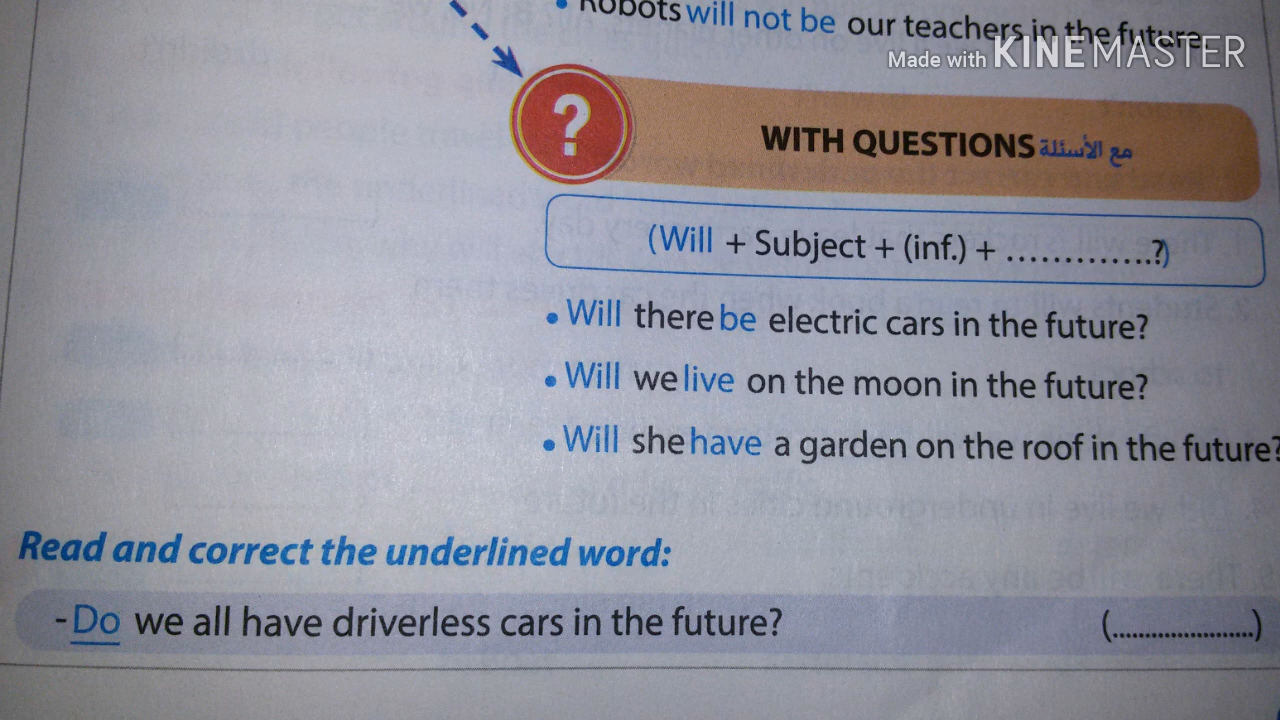 • Robots will not be our teachers in the future.
Made with KINEMASTER
?
WITH QUESTIONS مع الأسئلة
(Will + Subject + (inf.) + ..............?)
• Will there be electric cars in the future?
• Will we live on the moon in the future?
• Will she have a garden on the roof in the future?
Read and correct the underlined word:
- Do we all have driverless cars in the future? (........................)